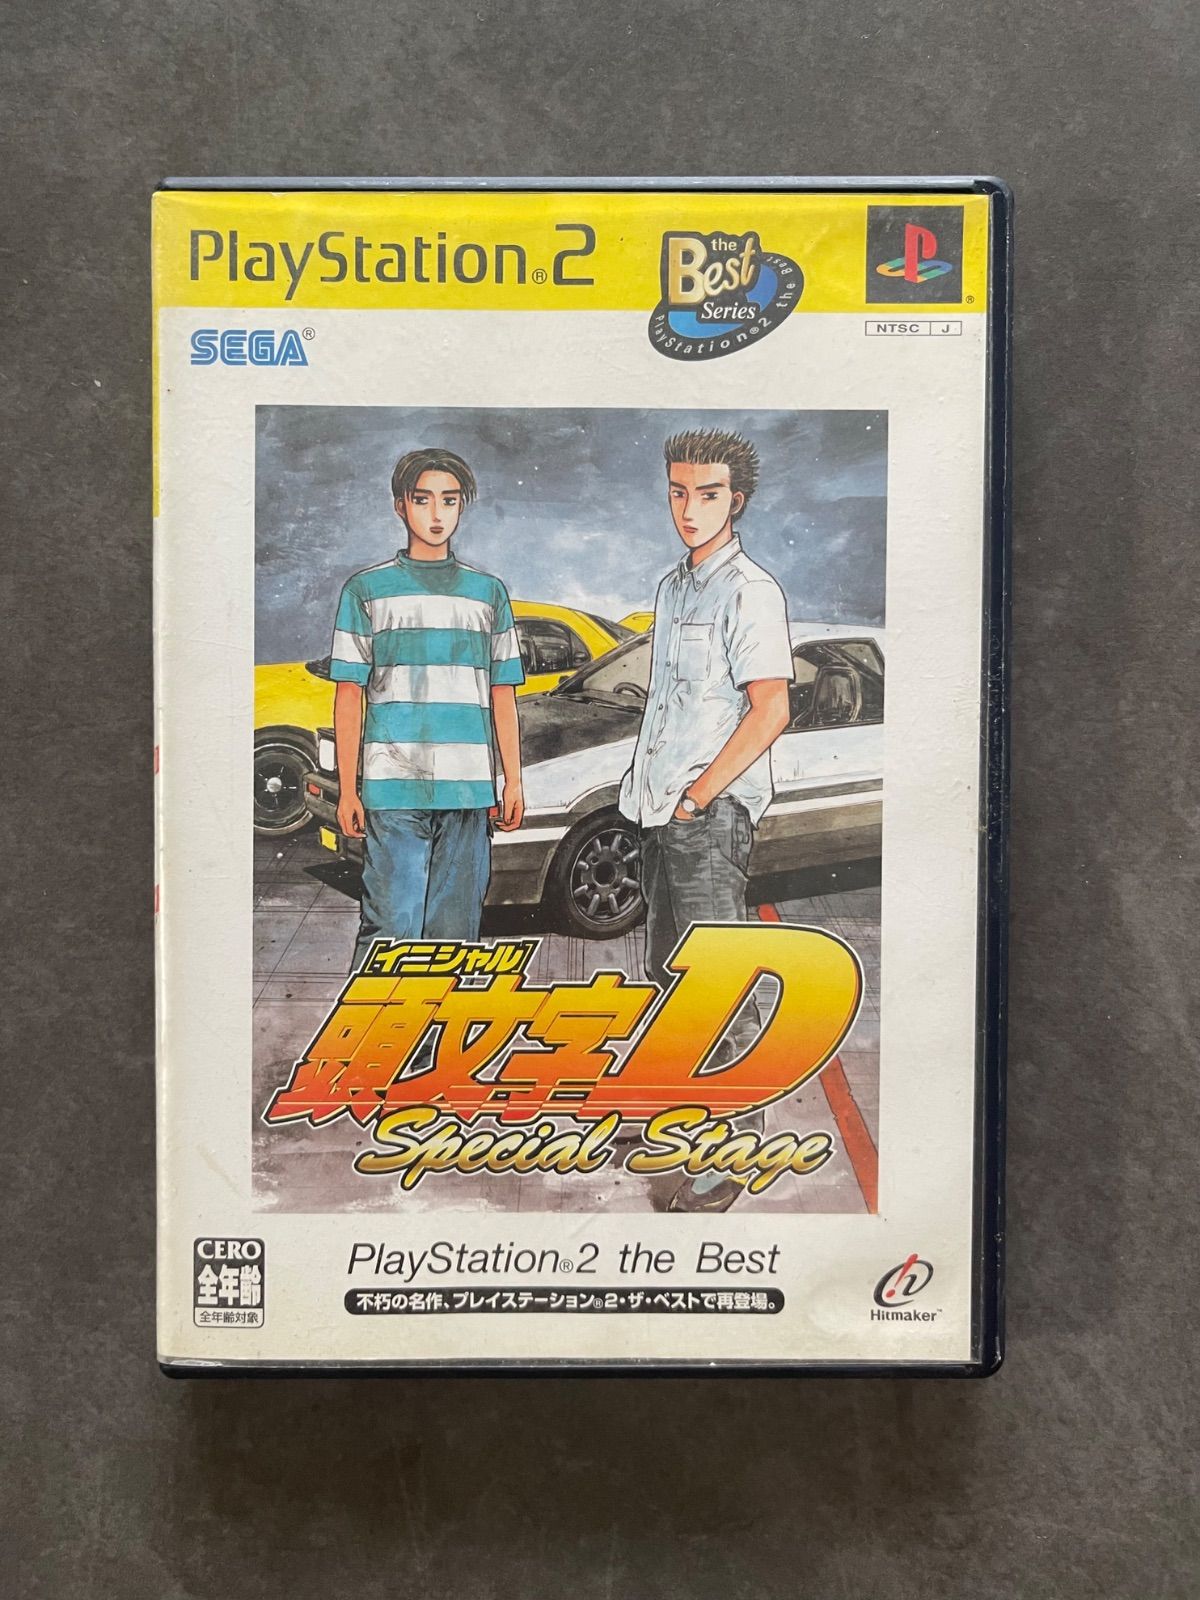 PlayStation®2
the Best Series
PlayStation®2 the Best
SEGA®
NTSC J
®
[イニシャル]
頭文字D
Special Stage
CERO
全年齢
全年齢対象
PlayStation®2 the Best
不朽の名作、プレイステーション®2・ザ・ベストで再登場。
Hitmaker™